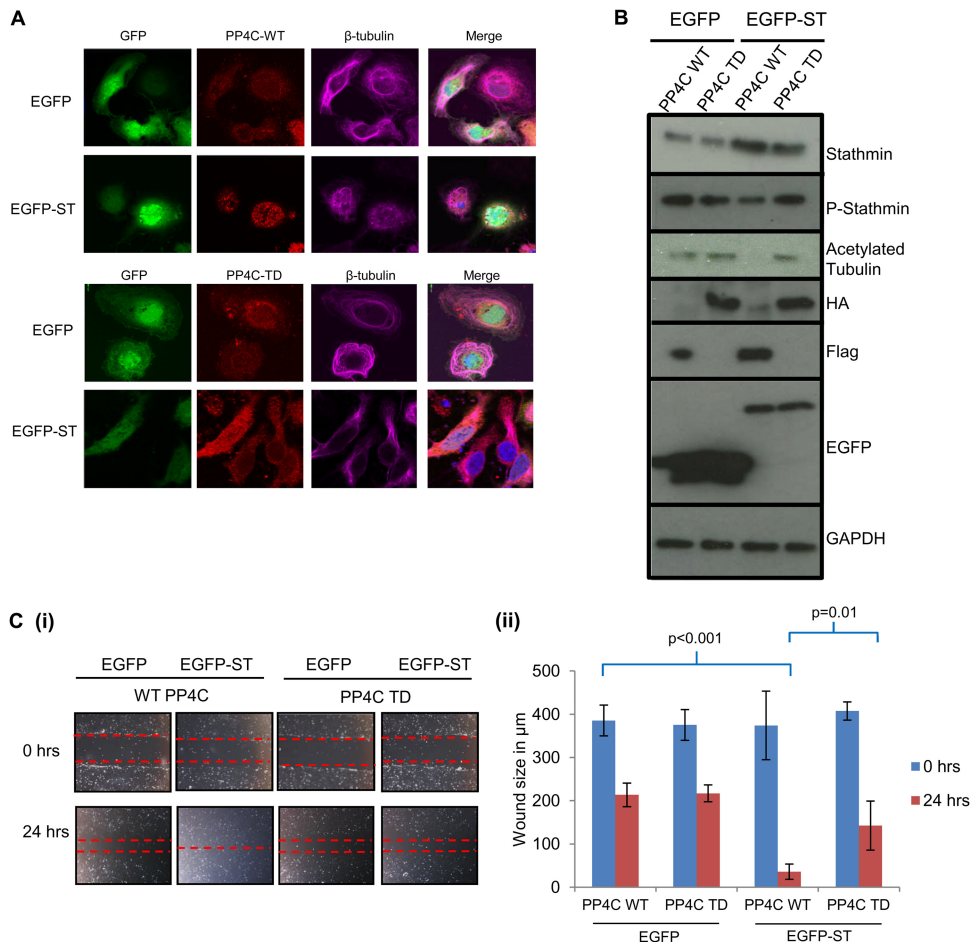 A
GFP PP4C-WT β-tubulin Merge
EGFP
EGFP-ST
GFP PP4C-TD β-tubulin Merge
EGFP
EGFP-ST
B
EGFP EGFP-ST
PP4C WT PP4C TD PP4C WT PP4C TD
Stathmin
P-Stathmin
Acetylated
Tubulin
HA
Flag
EGFP
GAPDH
C (i)
EGFP EGFP-ST EGFP EGFP-ST
WT PP4C PP4C TD
0 hrs
24 hrs
(ii)
p=0.01
p<0.001
Wound size in µm
500
400
300
200
100
0
PP4C WT PP4C TD PP4C WT PP4C TD
EGFP EGFP-ST
0 hrs
24 hrs